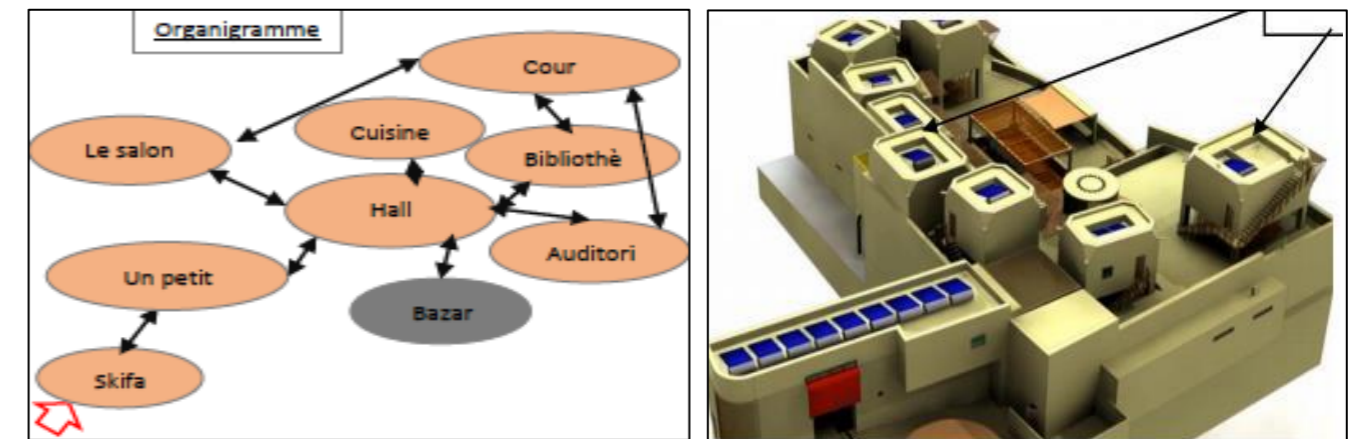 Organigramme
Cour
Cuisine
Le salon
Bibliothè
Hall
Auditori
Un petit
Bazar
Skifa